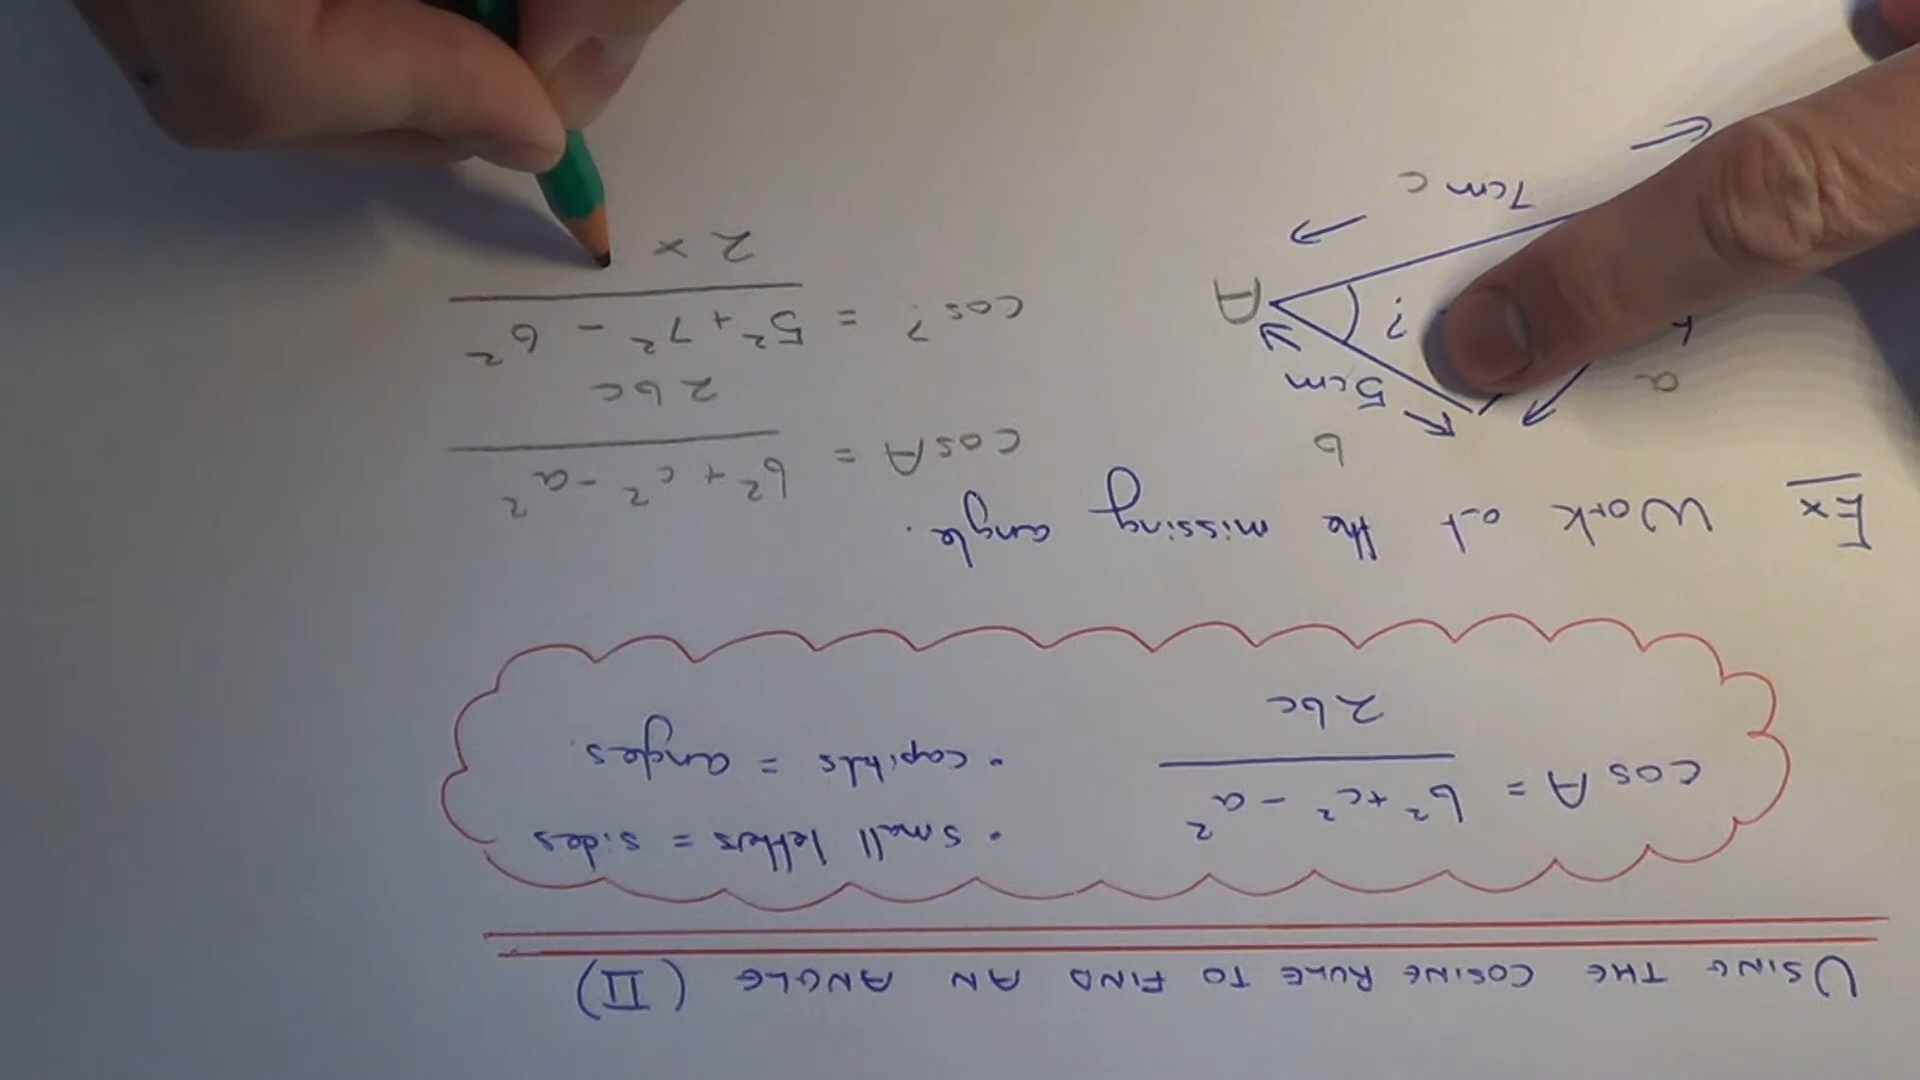 USING THE COSINE RULE TO FIND AN ANGLE (II)
cos A = b² + c² - a²
2bc
• small letters = sides
• capitals = angles.
Ex Work out the missing angle.
b
5cm
a
?
A
7cm c
cos A = b² + c² - a²
2bc
cos ? = 5² + 7² - 6²
2 ×